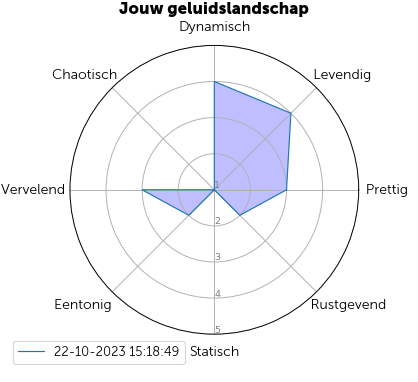 Jouw geluidslandschap
Dynamisch
Chaotisch
Levendig
Vervelend
1
Prettig
2
3
4
Eentonig
Rustgevend
5
22-10-2023 15:18:49
Statisch